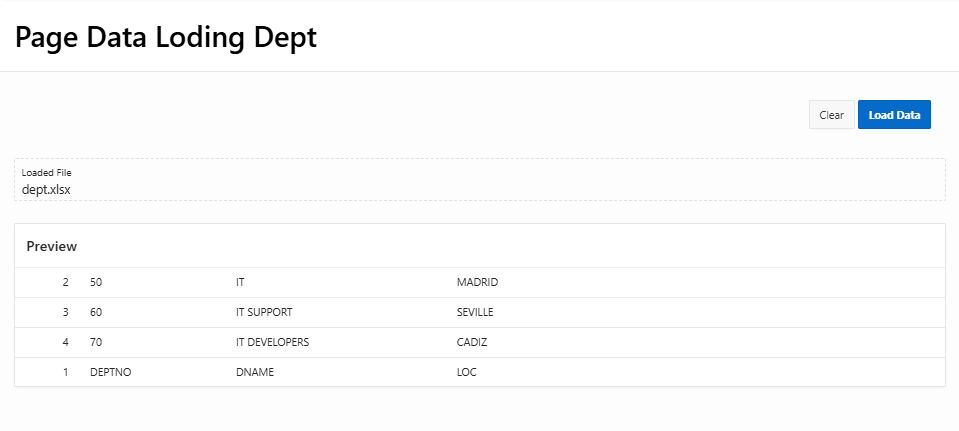 Page Data Loding Dept
Clear Load Data
Loaded File
dept.xlsx
Preview
2 50 IT MADRID
3 60 IT SUPPORT SEVILLE
4 70 IT DEVELOPERS CADIZ
1 DEPTNO DNAME LOC